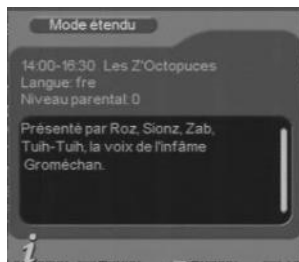 Mode étendu
14:00-16:30 Les Z'Octopuces
Langue: fre
Niveau parental: 0
Présenté par Roz, Sionz, Zab,
Tuih-Tuih, la voix de l'infâme
Groméchan.
i